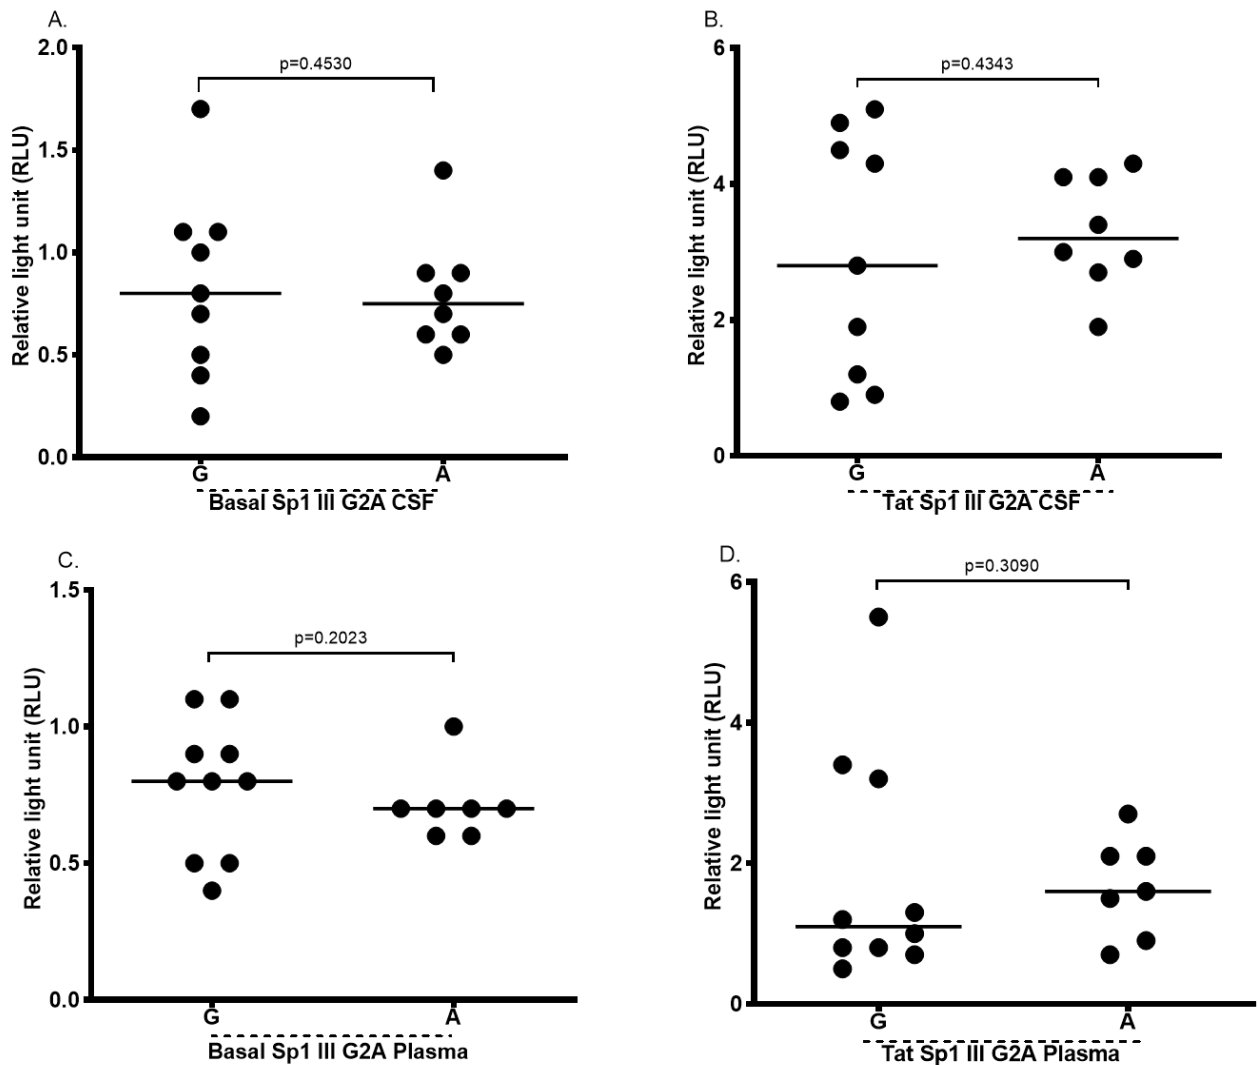 A.
2.0
1.5
1.0
0.5
0.0
Relative light unit (RLU)
p=0.4530
G A
Basal Sp1 III G2A CSF
B.
6
4
2
0
Relative light unit (RLU)
p=0.4343
G A
Tat Sp1 III G2A CSF
C.
1.5
1.0
0.5
0.0
Relative light unit (RLU)
p=0.2023
G A
Basal Sp1 III G2A Plasma
D.
6
4
2
0
Relative light unit (RLU)
p=0.3090
G A
Tat Sp1 III G2A Plasma